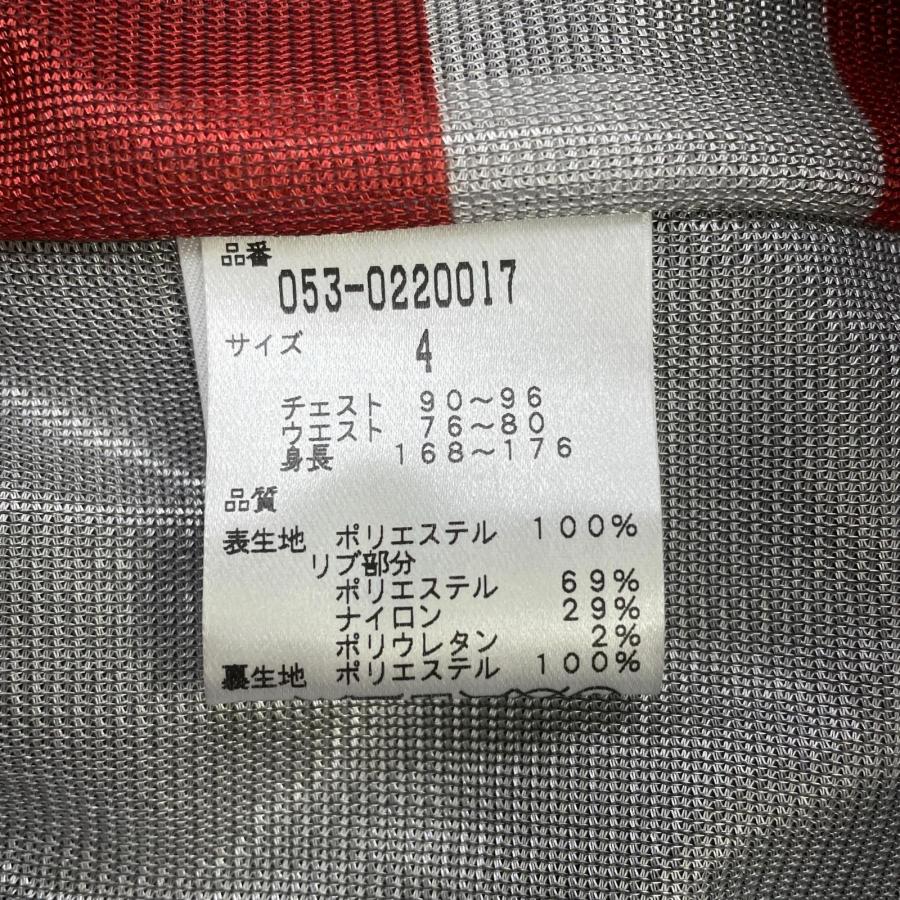 品番
053-0220017
サイズ 4
チェスト 90～96
ウエスト 76～80
身長 168～176
品質
表生地 ポリエステル 100%
リブ部分
ポリエステル 69%
ナイロン 29%
ポリウレタン 2%
裏生地 ポリエステル 100%